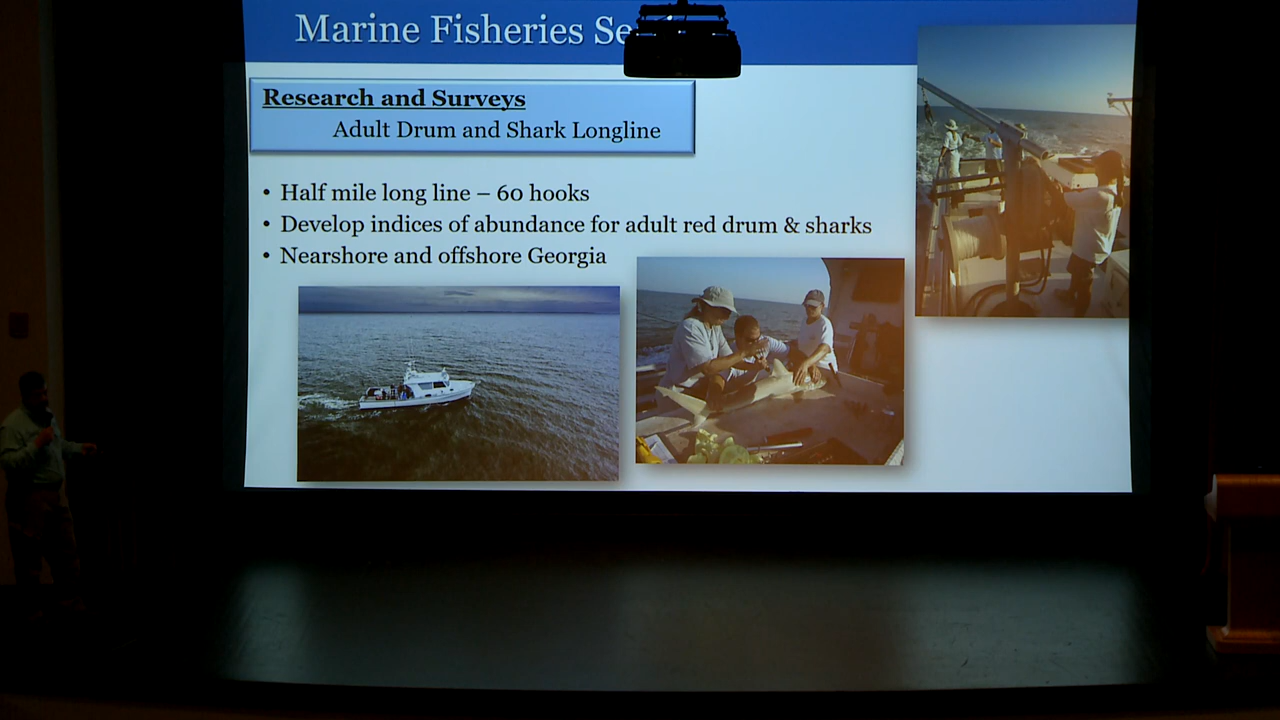 Marine Fisheries Se
Research and Surveys
Adult Drum and Shark Longline
• Half mile long line – 60 hooks
• Develop indices of abundance for adult red drum & sharks
• Nearshore and offshore Georgia